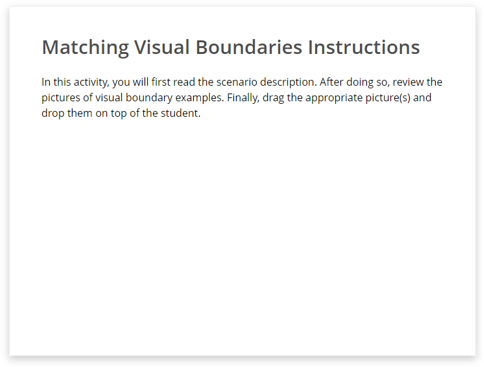 Matching Visual Boundaries Instructions
In this activity, you will first read the scenario description. After doing so, review the
pictures of visual boundary examples. Finally, drag the appropriate picture(s) and
drop them on top of the student.